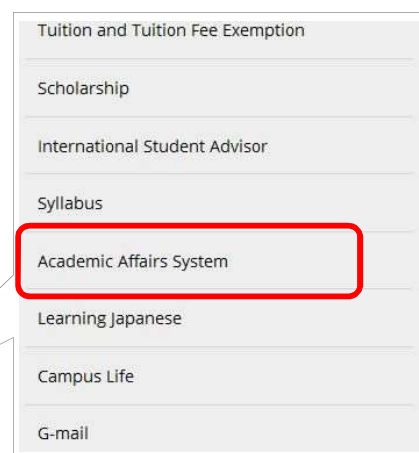 Tuition and Tuition Fee Exemption
Scholarship
International Student Advisor
Syllabus
Academic Affairs System
Learning Japanese
Campus Life
G-mail